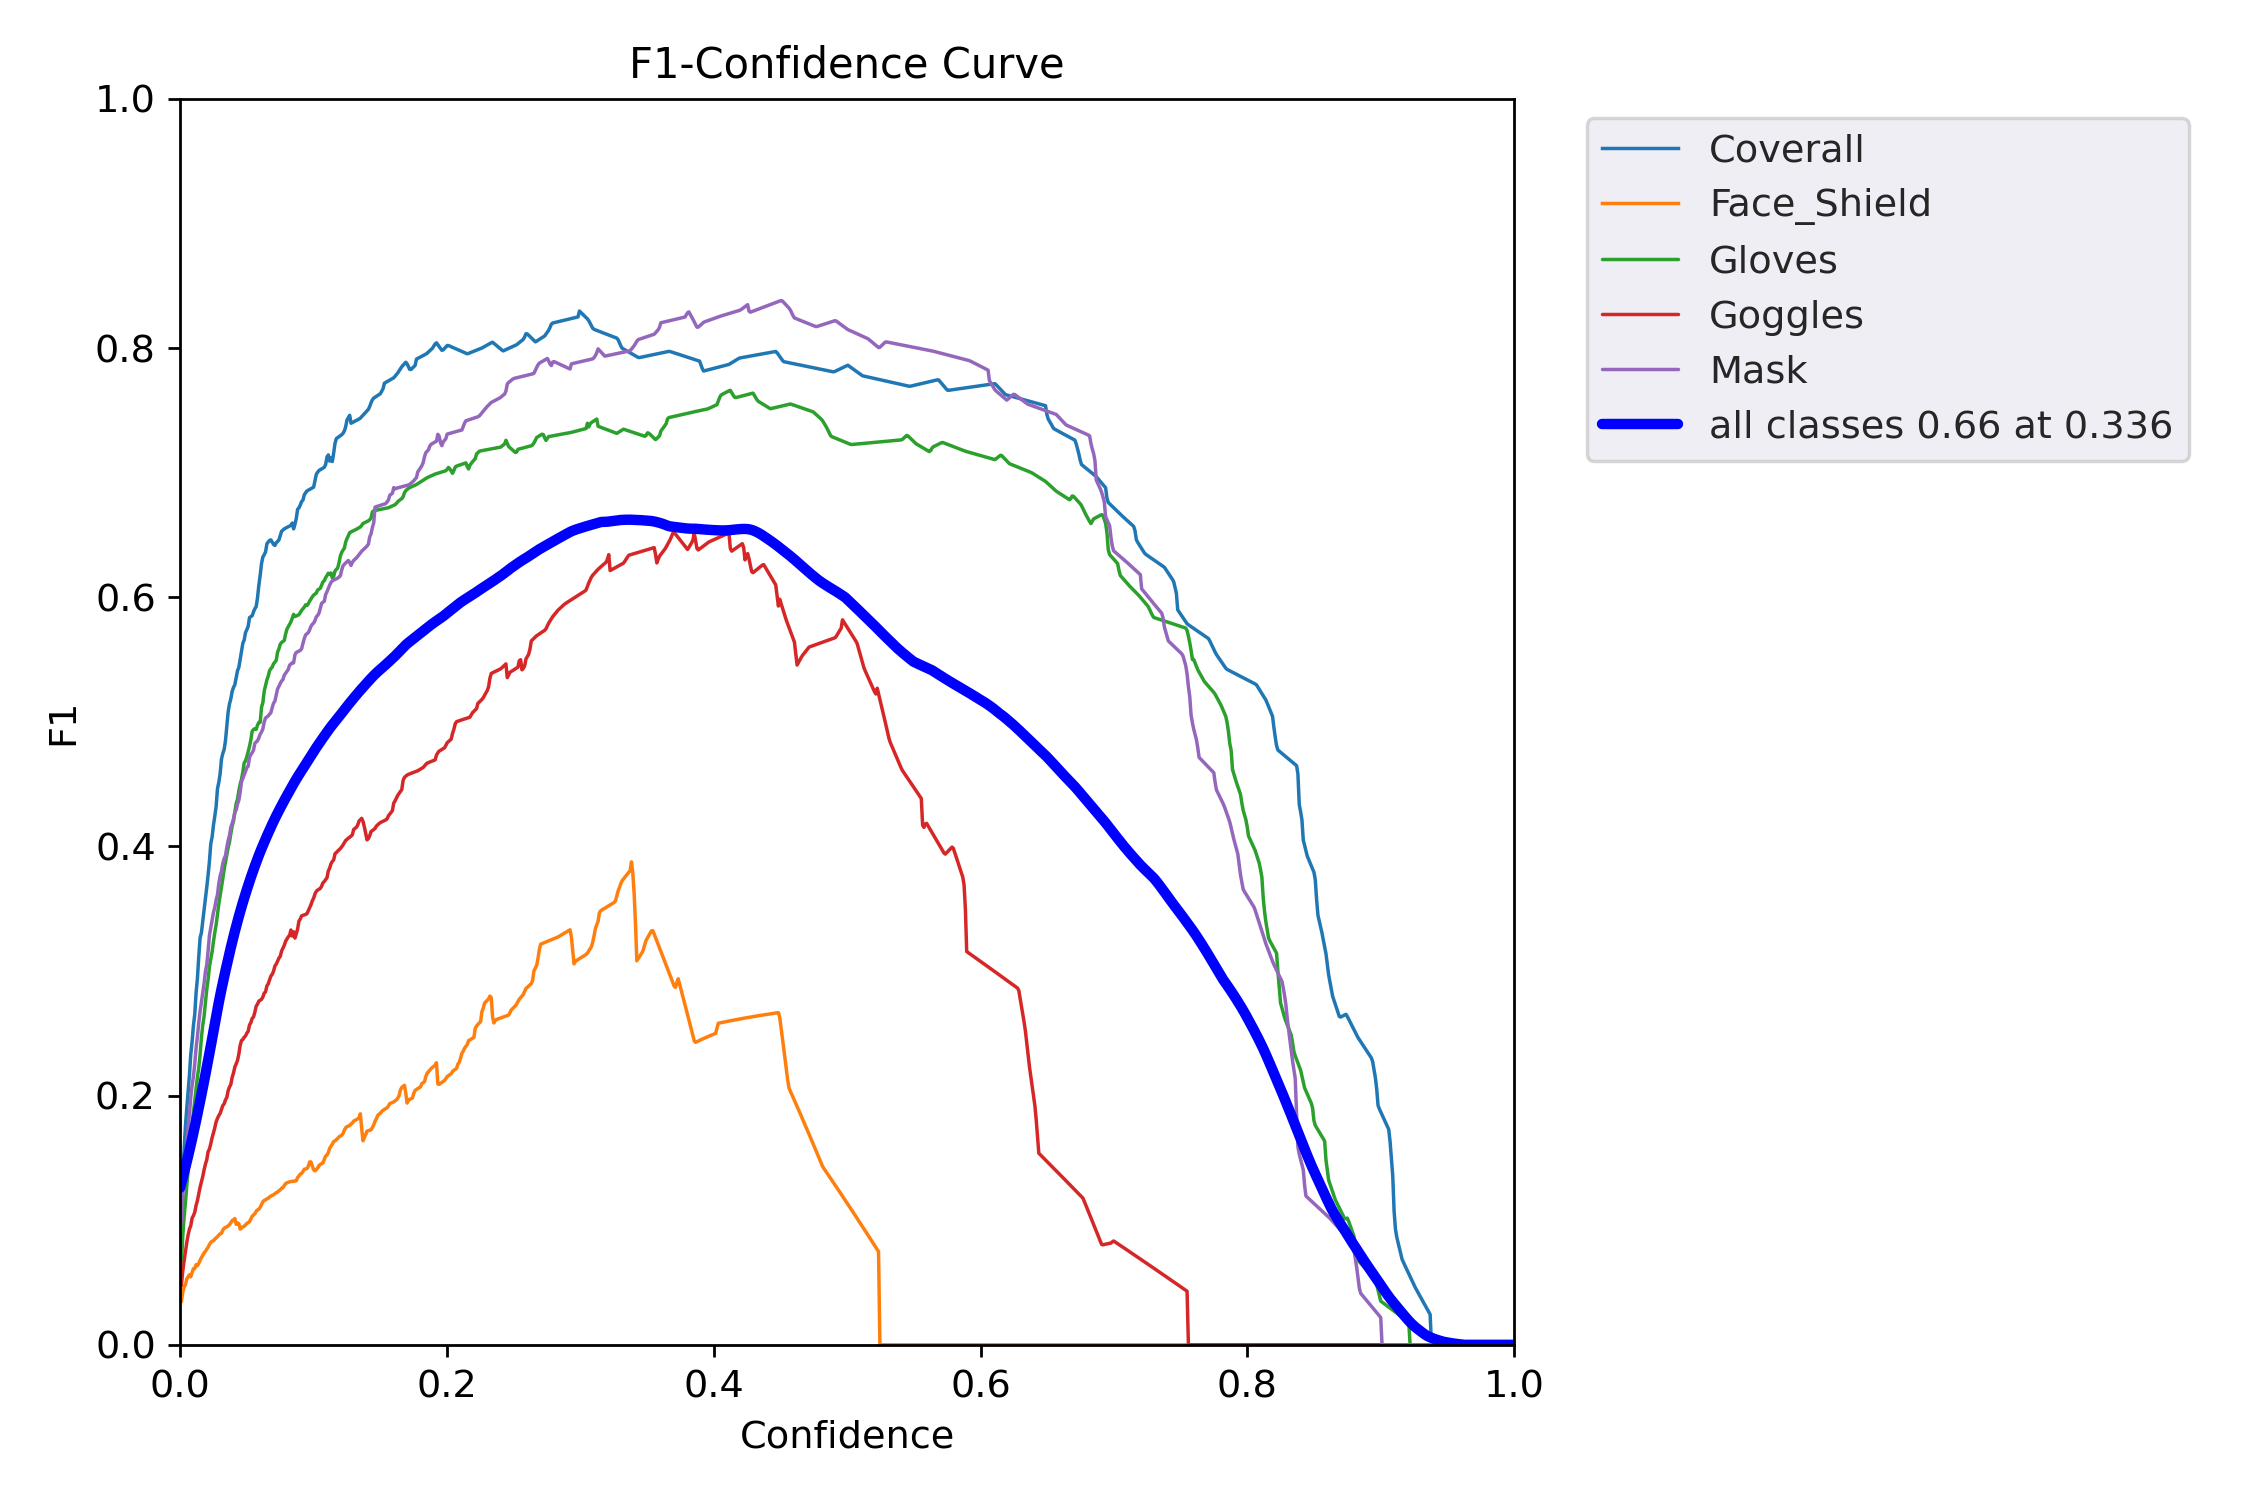 F1-Confidence Curve
1.0
0.8
0.6
0.4
0.2
0.0
F1
0.0 0.2 0.4 0.6 0.8 1.0
Confidence
Coverall
Face_Shield
Gloves
Goggles
Mask
all classes 0.66 at 0.336